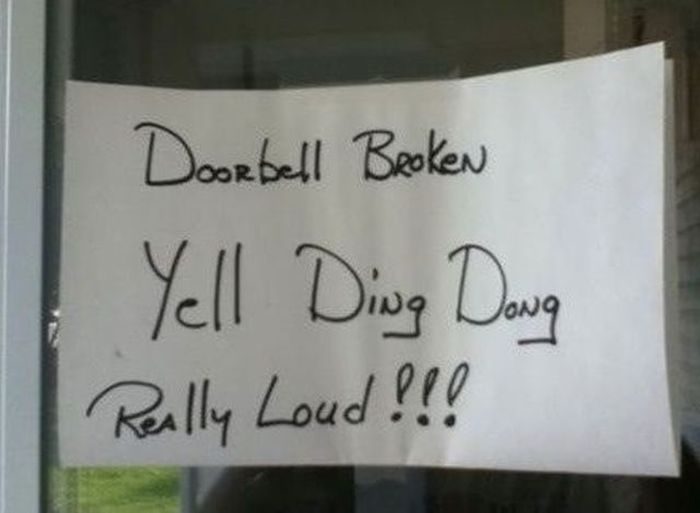 Doorbell Broken
Yell Ding Dong
Really Loud!!!